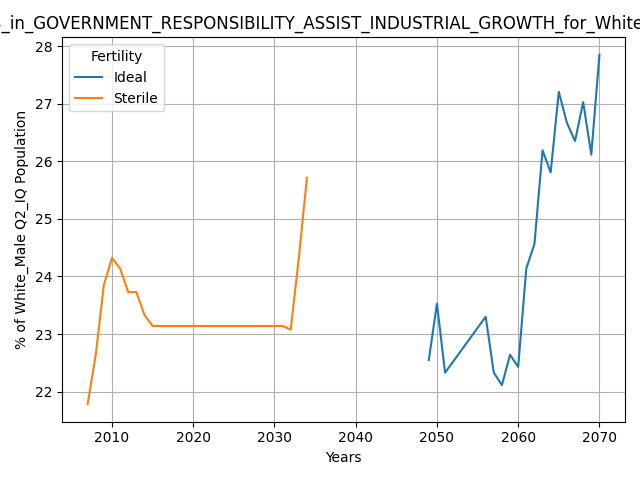 _in_GOVERNMENT_RESPONSIBILITY_ASSIST_INDUSTRIAL_GROWTH_for_White
Fertility
Ideal
Sterile
28
27
26
25
24
23
22
% of White_Male Q2_IQ Population
2010 2020 2030 2040 2050 2060 2070
Years